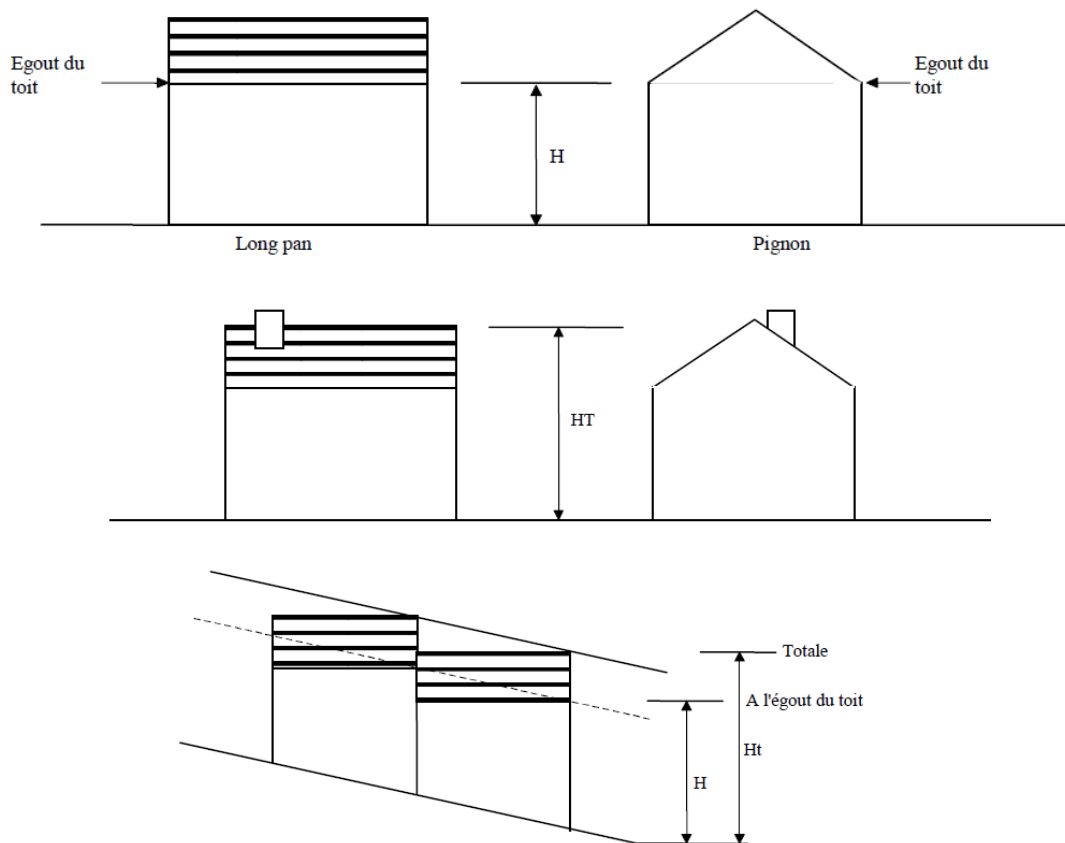 Egout du
toit
Egout du
toit
H
Long pan
Pignon
HT
Totale
A l'égout du toit
Ht
H